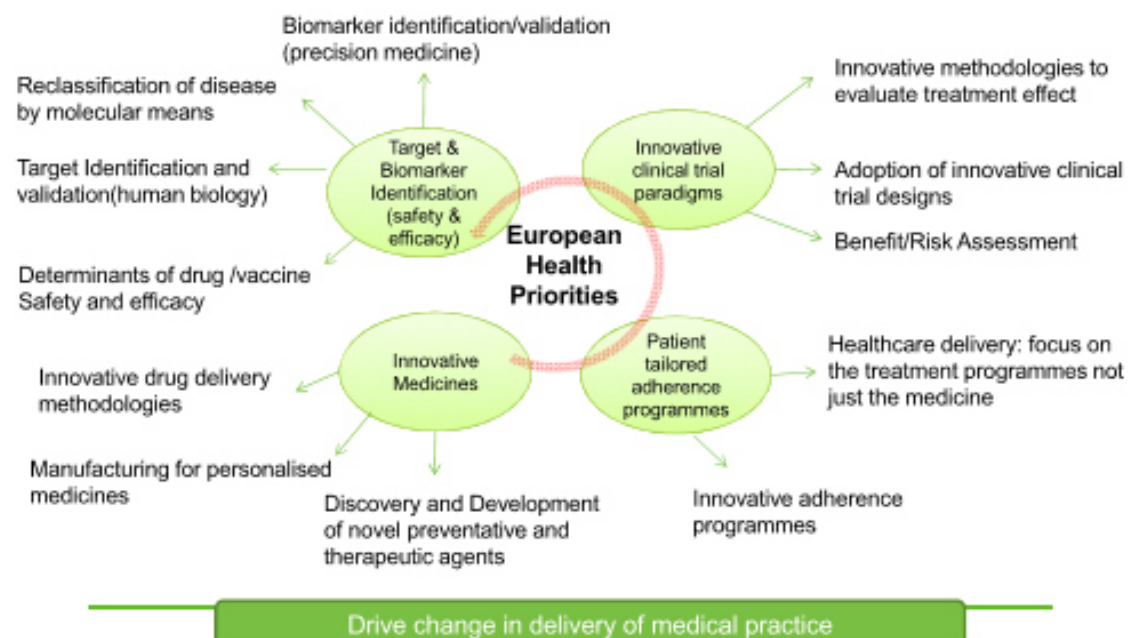 Biomarker identification/validation
(precision medicine)
Reclassification of disease
by molecular means
Target Identification and
validation(human biology)
Determinants of drug /vaccine
Safety and efficacy
Target &
Biomarker
Identification
(safety &
efficacy)
Innovative
clinical trial
paradigms
Innovative methodologies to
evaluate treatment effect
Adoption of innovative clinical
trial designs
Benefit/Risk Assessment
European
Health
Priorities
Innovative
Medicines
Innovative drug delivery
methodologies
Manufacturing for personalised
medicines
Discovery and Development
of novel preventative and
therapeutic agents
Patient
tailored
adherence
programmes
Healthcare delivery: focus on
the treatment programmes not
just the medicine
Innovative adherence
programmes
Drive change in delivery of medical practice